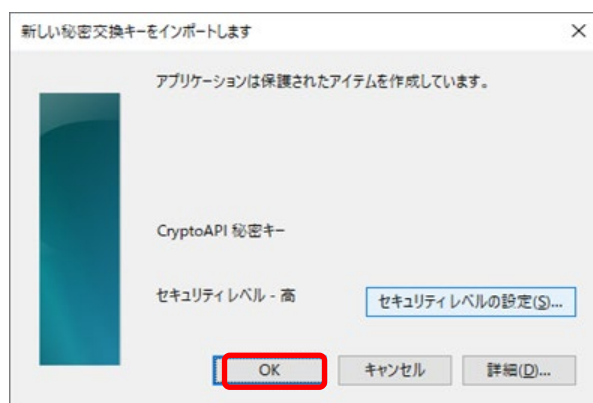 新しい秘密交換キーをインポートします
アプリケーションは保護されたアイテムを作成しています。
CryptoAPI 秘密キー
セキュリティ レベル - 高
セキュリティ レベルの設定(S)...
OK
キャンセル
詳細(D)...